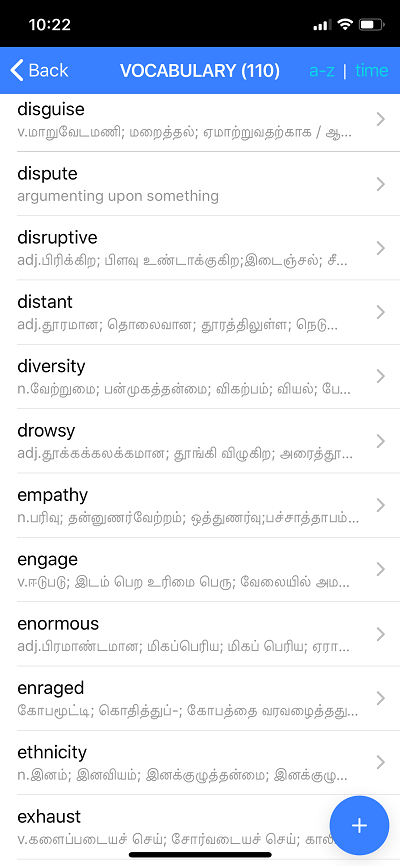 10:22
Back VOCABULARY (110) a-z | time
disguise
v.மாறுவேடமணி; மறைத்தல்; ஏமாற்றுவதற்காக / ஆ...
dispute
argumenting upon something
disruptive
adj.பிரிக்கிற; பிளவு உண்டாக்குகிற;இடைஞ்சல்; சீ...
distant
adj.தூரமான; தொலைவான; தூரத்திலுள்ள; நெடு...
diversity
n.வேற்றுமை; பன்முகத்தன்மை; விகற்பம்; வியல்; பே...
drowsy
adj.தூக்கக்கலக்கமான; தூங்கி விழுகிற; அரைத்தூ...
empathy
n.பரிவு; தன்னுணர்வேற்றம்; ஒத்துணர்வு;பச்சாத்தாபம்...
engage
v.ஈடுபடு; இடம் பெற உரிமை பெரு; வேலையில் அம...
enormous
adj.பிரமாண்டமான; மிகப்பெரிய; மிகப் பெரிய; ஏரா...
enraged
கோபமூட்டி; கொதித்துப்-; கோபத்தை வரவழைத்தது...
ethnicity
n.இனம்; இனவியம்; இனக்குழுத்தன்மை; இனக்குழு...
exhaust
v.களைப்படையச் செய்; சோர்வடையச் செய்; காலி